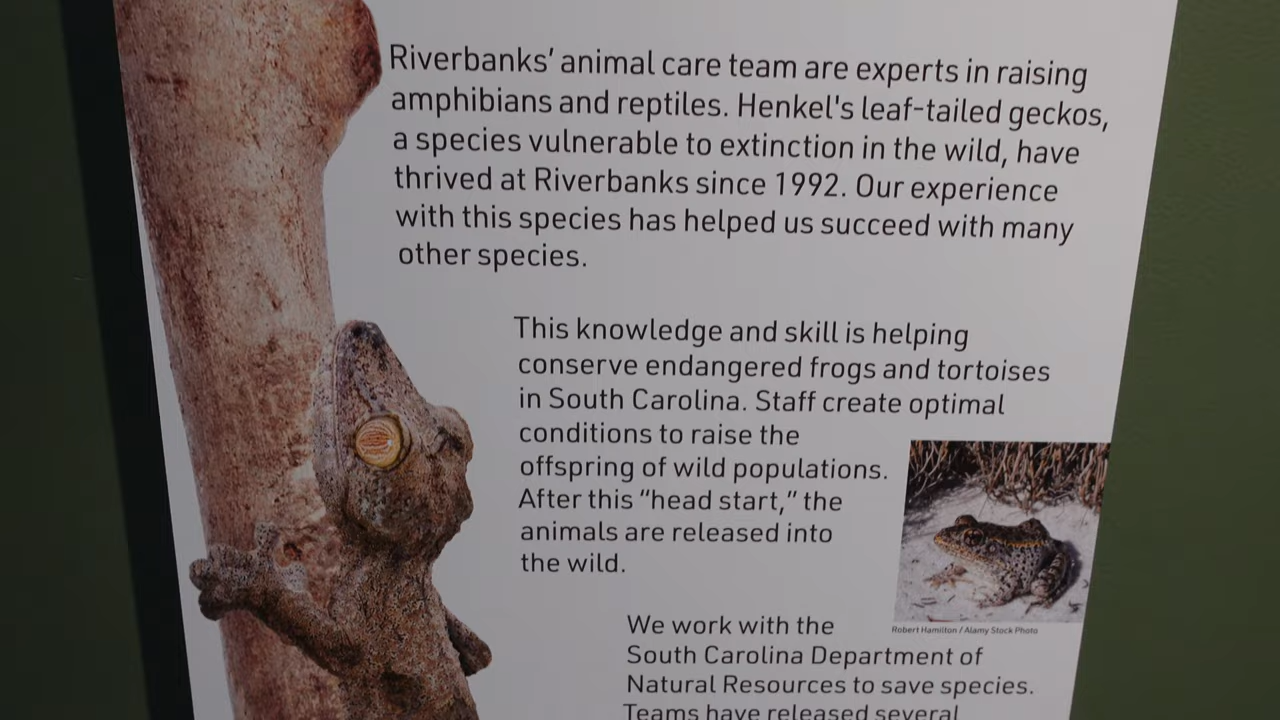 Riverbanks’ animal care team are experts in raising
amphibians and reptiles. Henkel's leaf-tailed geckos,
a species vulnerable to extinction in the wild, have
thrived at Riverbanks since 1992. Our experience
with this species has helped us succeed with many
other species.
This knowledge and skill is helping
conserve endangered frogs and tortoises
in South Carolina. Staff create optimal
conditions to raise the
offspring of wild populations.
After this “head start,” the
animals are released into
the wild.
Robert Hamilton / Alamy Stock Photo
We work with the
South Carolina Department of
Natural Resources to save species.
Teams have released several